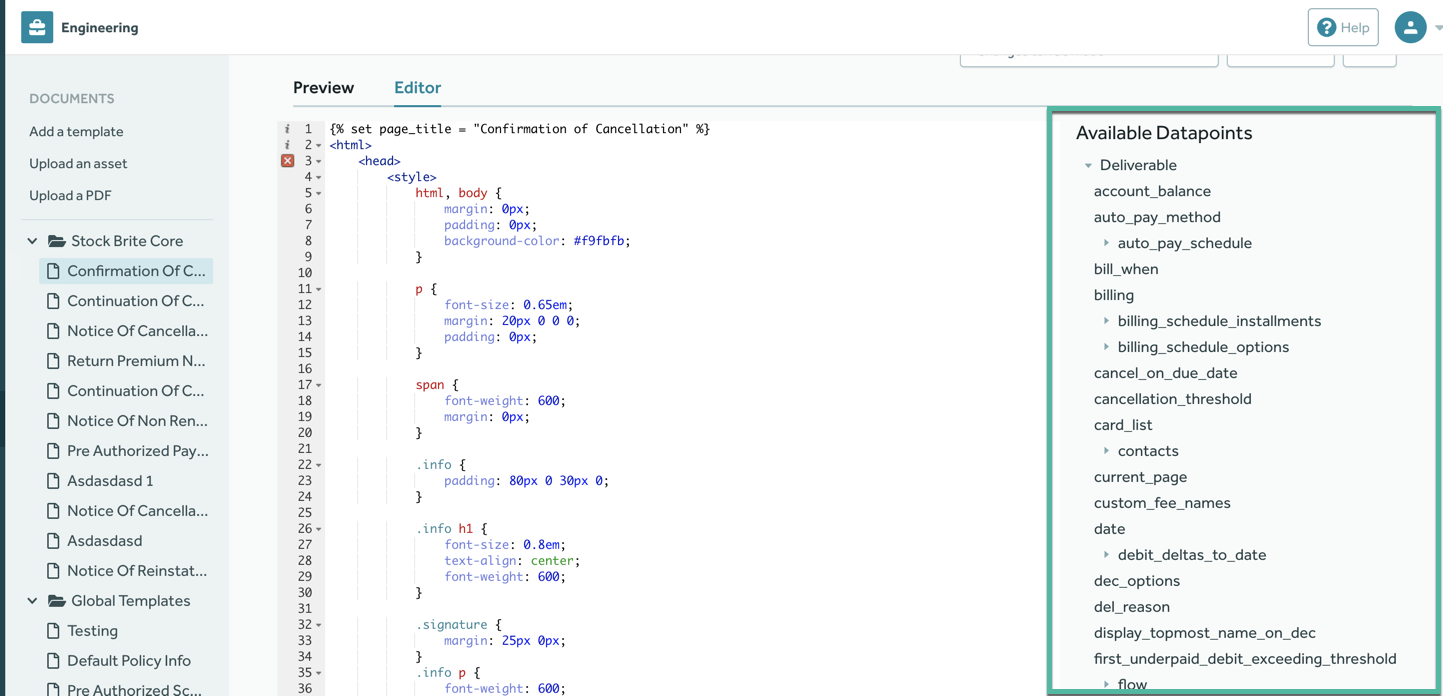 Engineering
? Help
Preview
Editor
DOCUMENTS
Add a template
Upload an asset
Upload a PDF
Stock Brite Core
Confirmation Of C...
Continuation Of C...
Notice Of Cancella...
Return Premium N...
Continuation Of C...
Notice Of Non Ren...
Pre Authorized Pay...
Asdasdasd 1
Notice Of Cancella...
Asdasdasd
Notice Of Reinstat...
Global Templates
Testing
Default Policy Info
Pre Authorized Sc...
i 1 {% set page_title = "Confirmation of Cancellation" %}
i 2 <html>
3 <head>
4 <style>
5 html, body {
6 margin: 0px;
7 padding: 0px;
8 background-color: #f9fbfb;
9 }
10
11 p {
12 font-size: 0.65em;
13 margin: 20px 0 0 0;
14 padding: 0px;
15 }
16
17 span {
18 font-weight: 600;
19 margin: 0px;
20 }
21
22 .info {
23 padding: 80px 0 30px 0;
24 }
25
26 .info h1 {
27 font-size: 0.8em;
28 text-align: center;
29 font-weight: 600;
30 }
31
32 .signature {
33 margin: 25px 0px;
34 }
35 .info p {
36 font-weight: 600;
Available Datapoints
Deliverable
account_balance
auto_pay_method
auto_pay_schedule
bill_when
billing
billing_schedule_installments
billing_schedule_options
cancel_on_due_date
cancellation_threshold
card_list
contacts
current_page
custom_fee_names
date
debit_deltas_to_date
dec_options
del_reason
display_topmost_name_on_dec
first_underpaid_debit_exceeding_threshold
flow